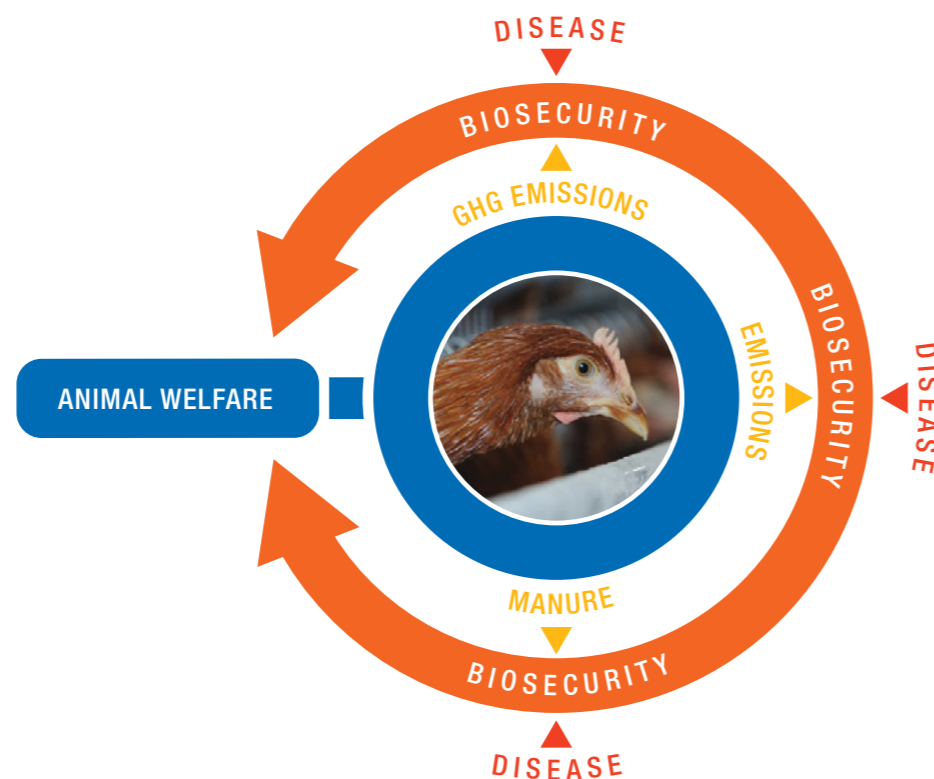 DISEASE
BIOSECURITY
GHG EMISSIONS
BIOSECURITY
EMISSIONS
DISEASE
ANIMAL WELFARE
MANURE
BIOSECURITY
DISEASE